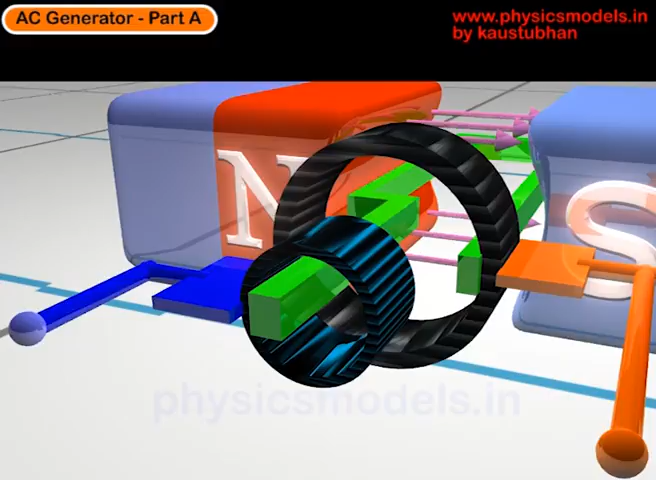 AC Generator - Part A
www.physicsmodels.in
by kaustubhan
N
S
physicsmodels.in